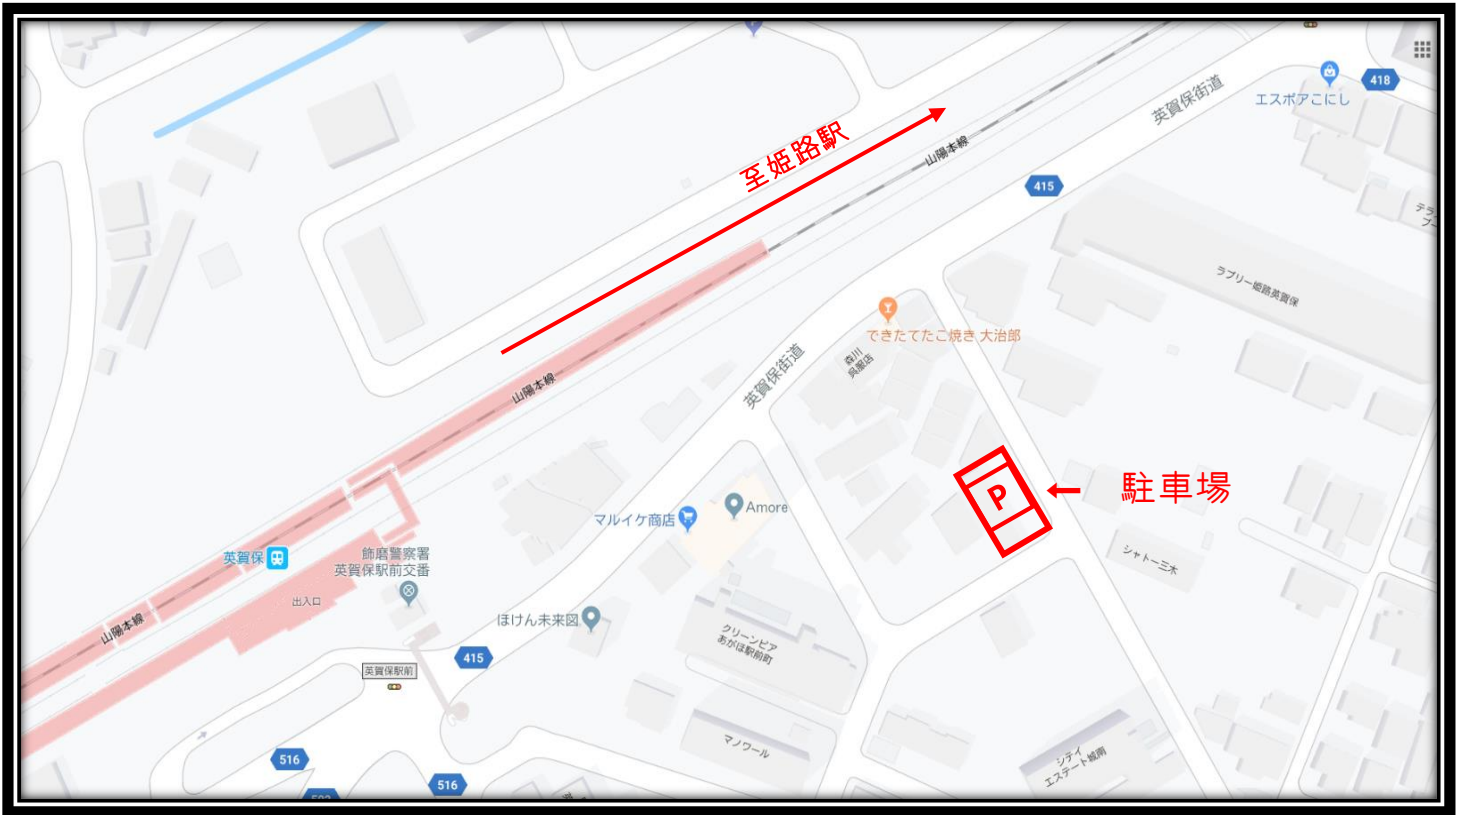 418
エスポアこにし
英賀保街道
至姫路駅
山陽本線
415
ラブリー姫路英賀保
できたてたこ焼き 大治郎
森川
呉服店
英賀保街道
山陽本線
P
駐車場
マルイケ商店
Amore
英賀保
飾磨警察署
英賀保駅前交番
シャトー三木
出入口
ほけん未来図
山陽本線
クリーンピア
あがほ駅前町
415
英賀保駅前
マノワール
シティ
エステート城南
516
516